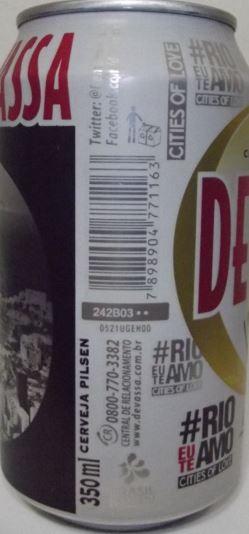 ASSA
Twitter:
Facebook.
CITIES OF LOVE
#RIO
EU TE AMO
CITIES OF LOVE
7 898904 771163
242B03
0521UGEH00
0800-770-3382
CENTRAL DE RELACIONAMENTO
www.devassa.com.br
350 ml CERVEJA PILSEN
DE
#RIO
EU TE AMO
CITIES OF LOVE
#RIO
EU TE AMO
CITIES OF LOVE